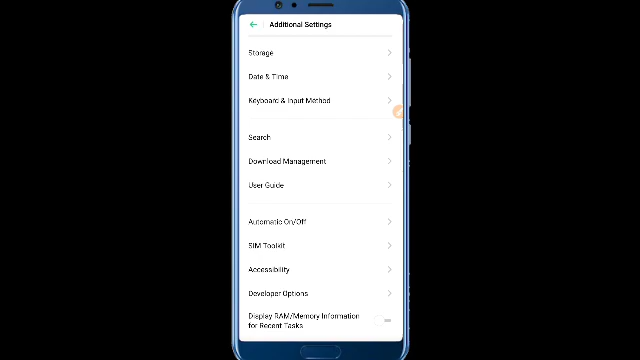 Additional Settings
Storage
Date & Time
Keyboard & Input Method
Search
Download Management
User Guide
Automatic On/Off
SIM Toolkit
Accessibility
Developer Options
Display RAM/Memory Information
for Recent Tasks